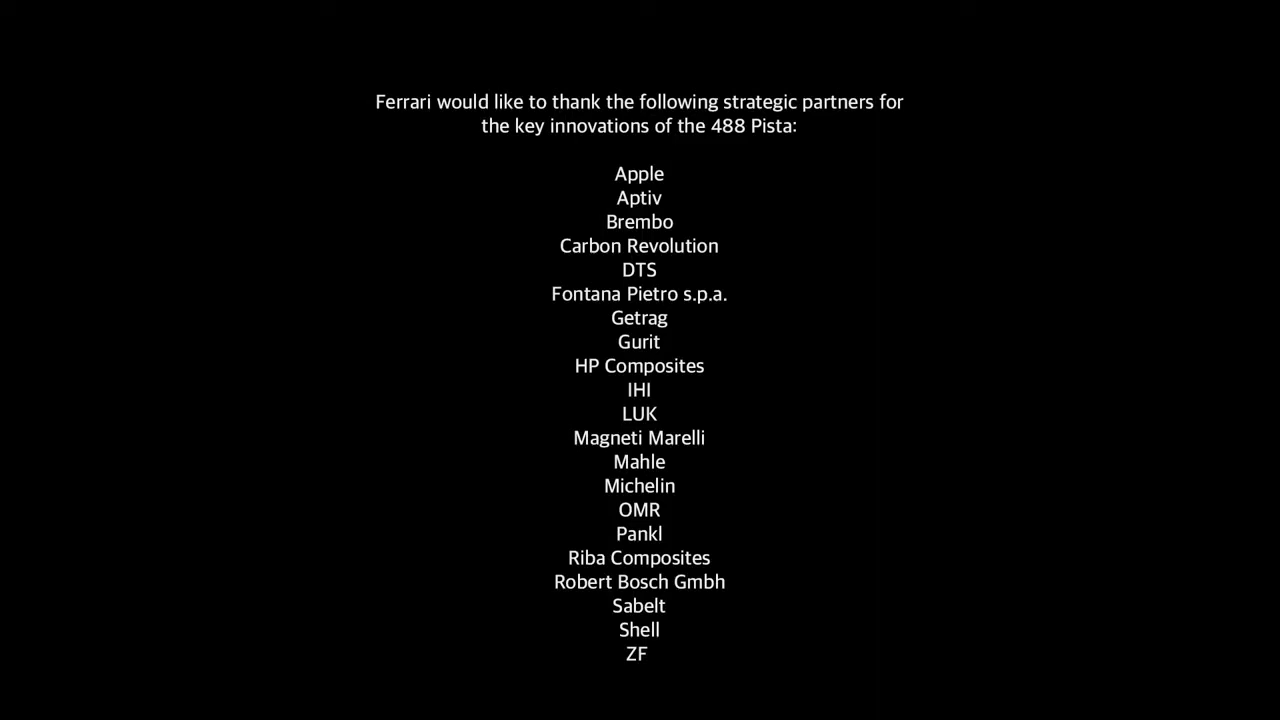 Ferrari would like to thank the following strategic partners for
the key innovations of the 488 Pista:
Apple
Aptiv
Brembo
Carbon Revolution
DTS
Fontana Pietro s.p.a.
Getrag
Gurit
HP Composites
IHI
LUK
Magneti Marelli
Mahle
Michelin
OMR
Pankl
Riba Composites
Robert Bosch Gmbh
Sabelt
Shell
ZF